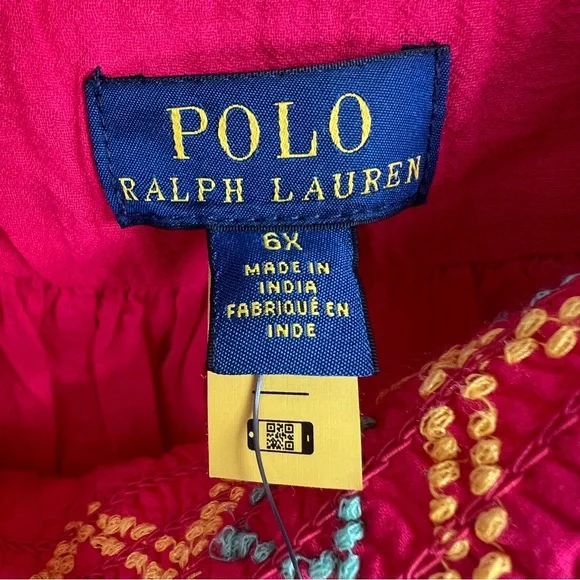 POLO
RALPH LAUREN
6X
MADE IN
INDIA
FABRIQUÉ EN
INDE